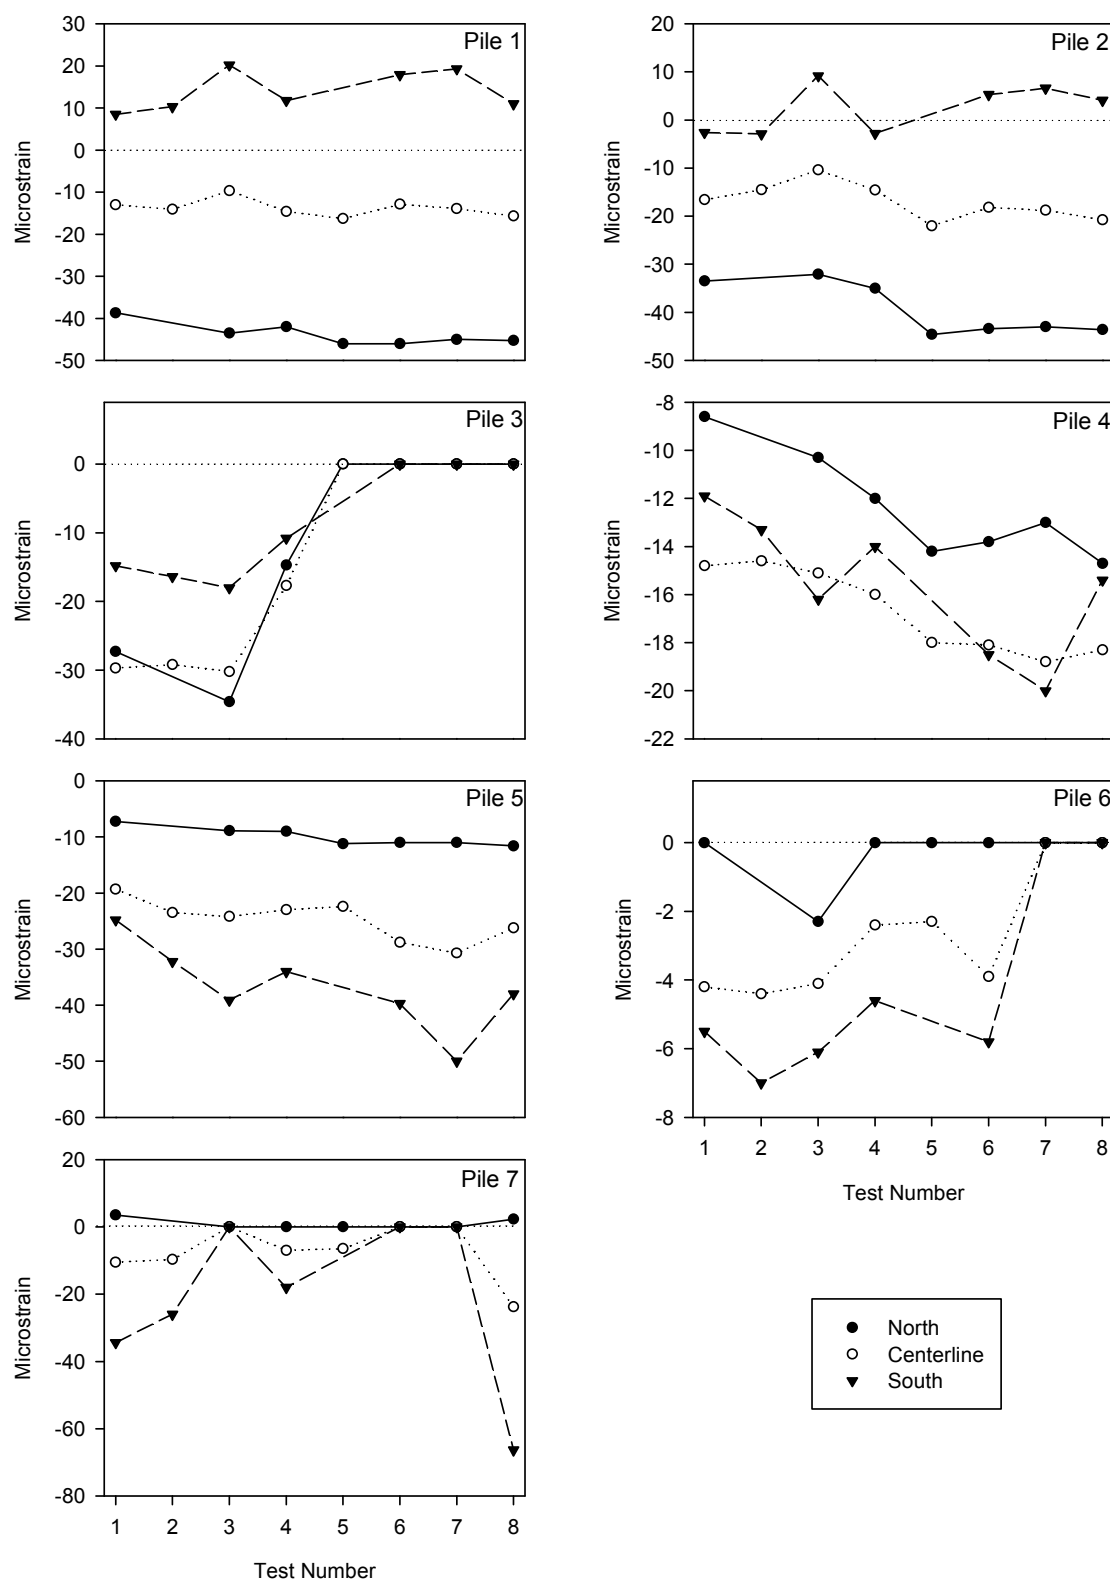 Pile 1
30
20
10
0
-10
-20
-30
-40
-50
Microstrain
Pile 2
20
10
0
-10
-20
-30
-40
-50
Microstrain
Pile 3
0
-10
-20
-30
-40
Microstrain
Pile 4
-8
-10
-12
-14
-16
-18
-20
-22
Microstrain
Pile 5
0
-10
-20
-30
-40
-50
-60
Microstrain
Pile 6
0
-2
-4
-6
-8
Microstrain
1 2 3 4 5 6 7 8
Test Number
Pile 7
20
0
-20
-40
-60
-80
Microstrain
1 2 3 4 5 6 7 8
Test Number
North
Centerline
South